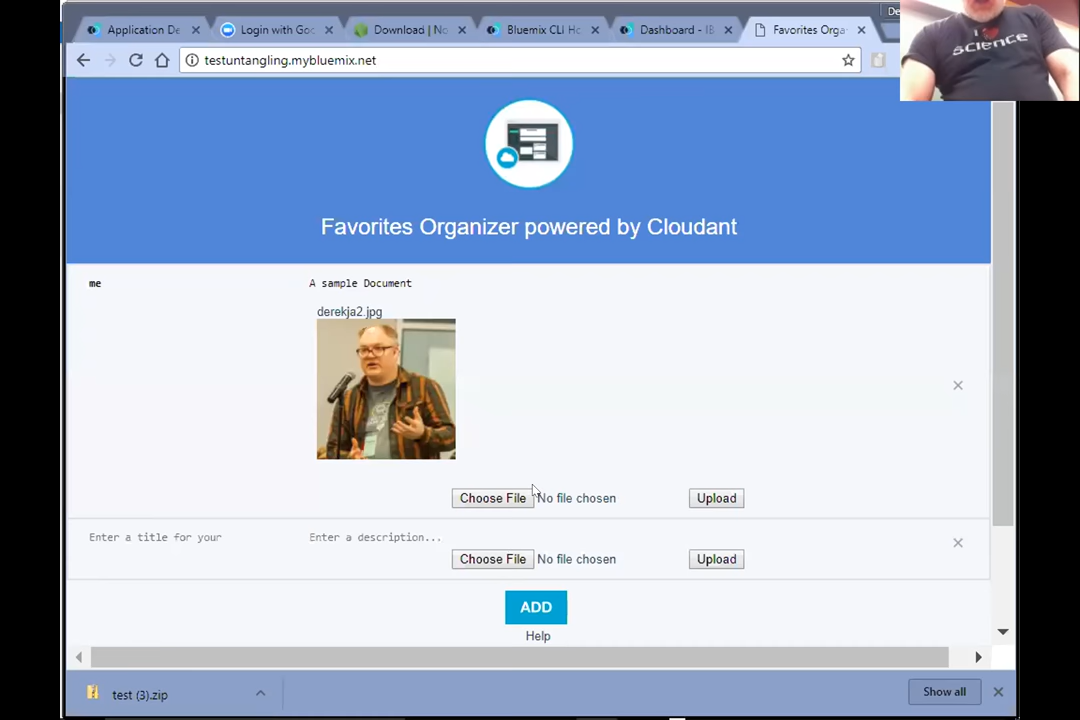 De
Application De
Login with Goo
Download | No
Bluemix CLI Ho
Dashboard - IB
Favorites Orga
testuntangling.mybluemix.net
I
Science
Favorites Organizer powered by Cloudant
me
A sample Document
derekja2.jpg
Choose File No file chosen Upload
Enter a title for your
Enter a description...
Choose File No file chosen Upload
ADD
Help
test (3).zip
Show all